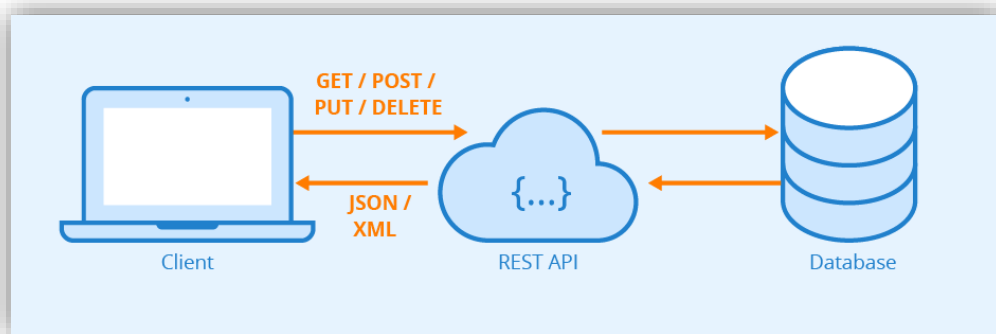 GET / POST /
PUT / DELETE
{...}
JSON /
XML
Client
REST API
Database